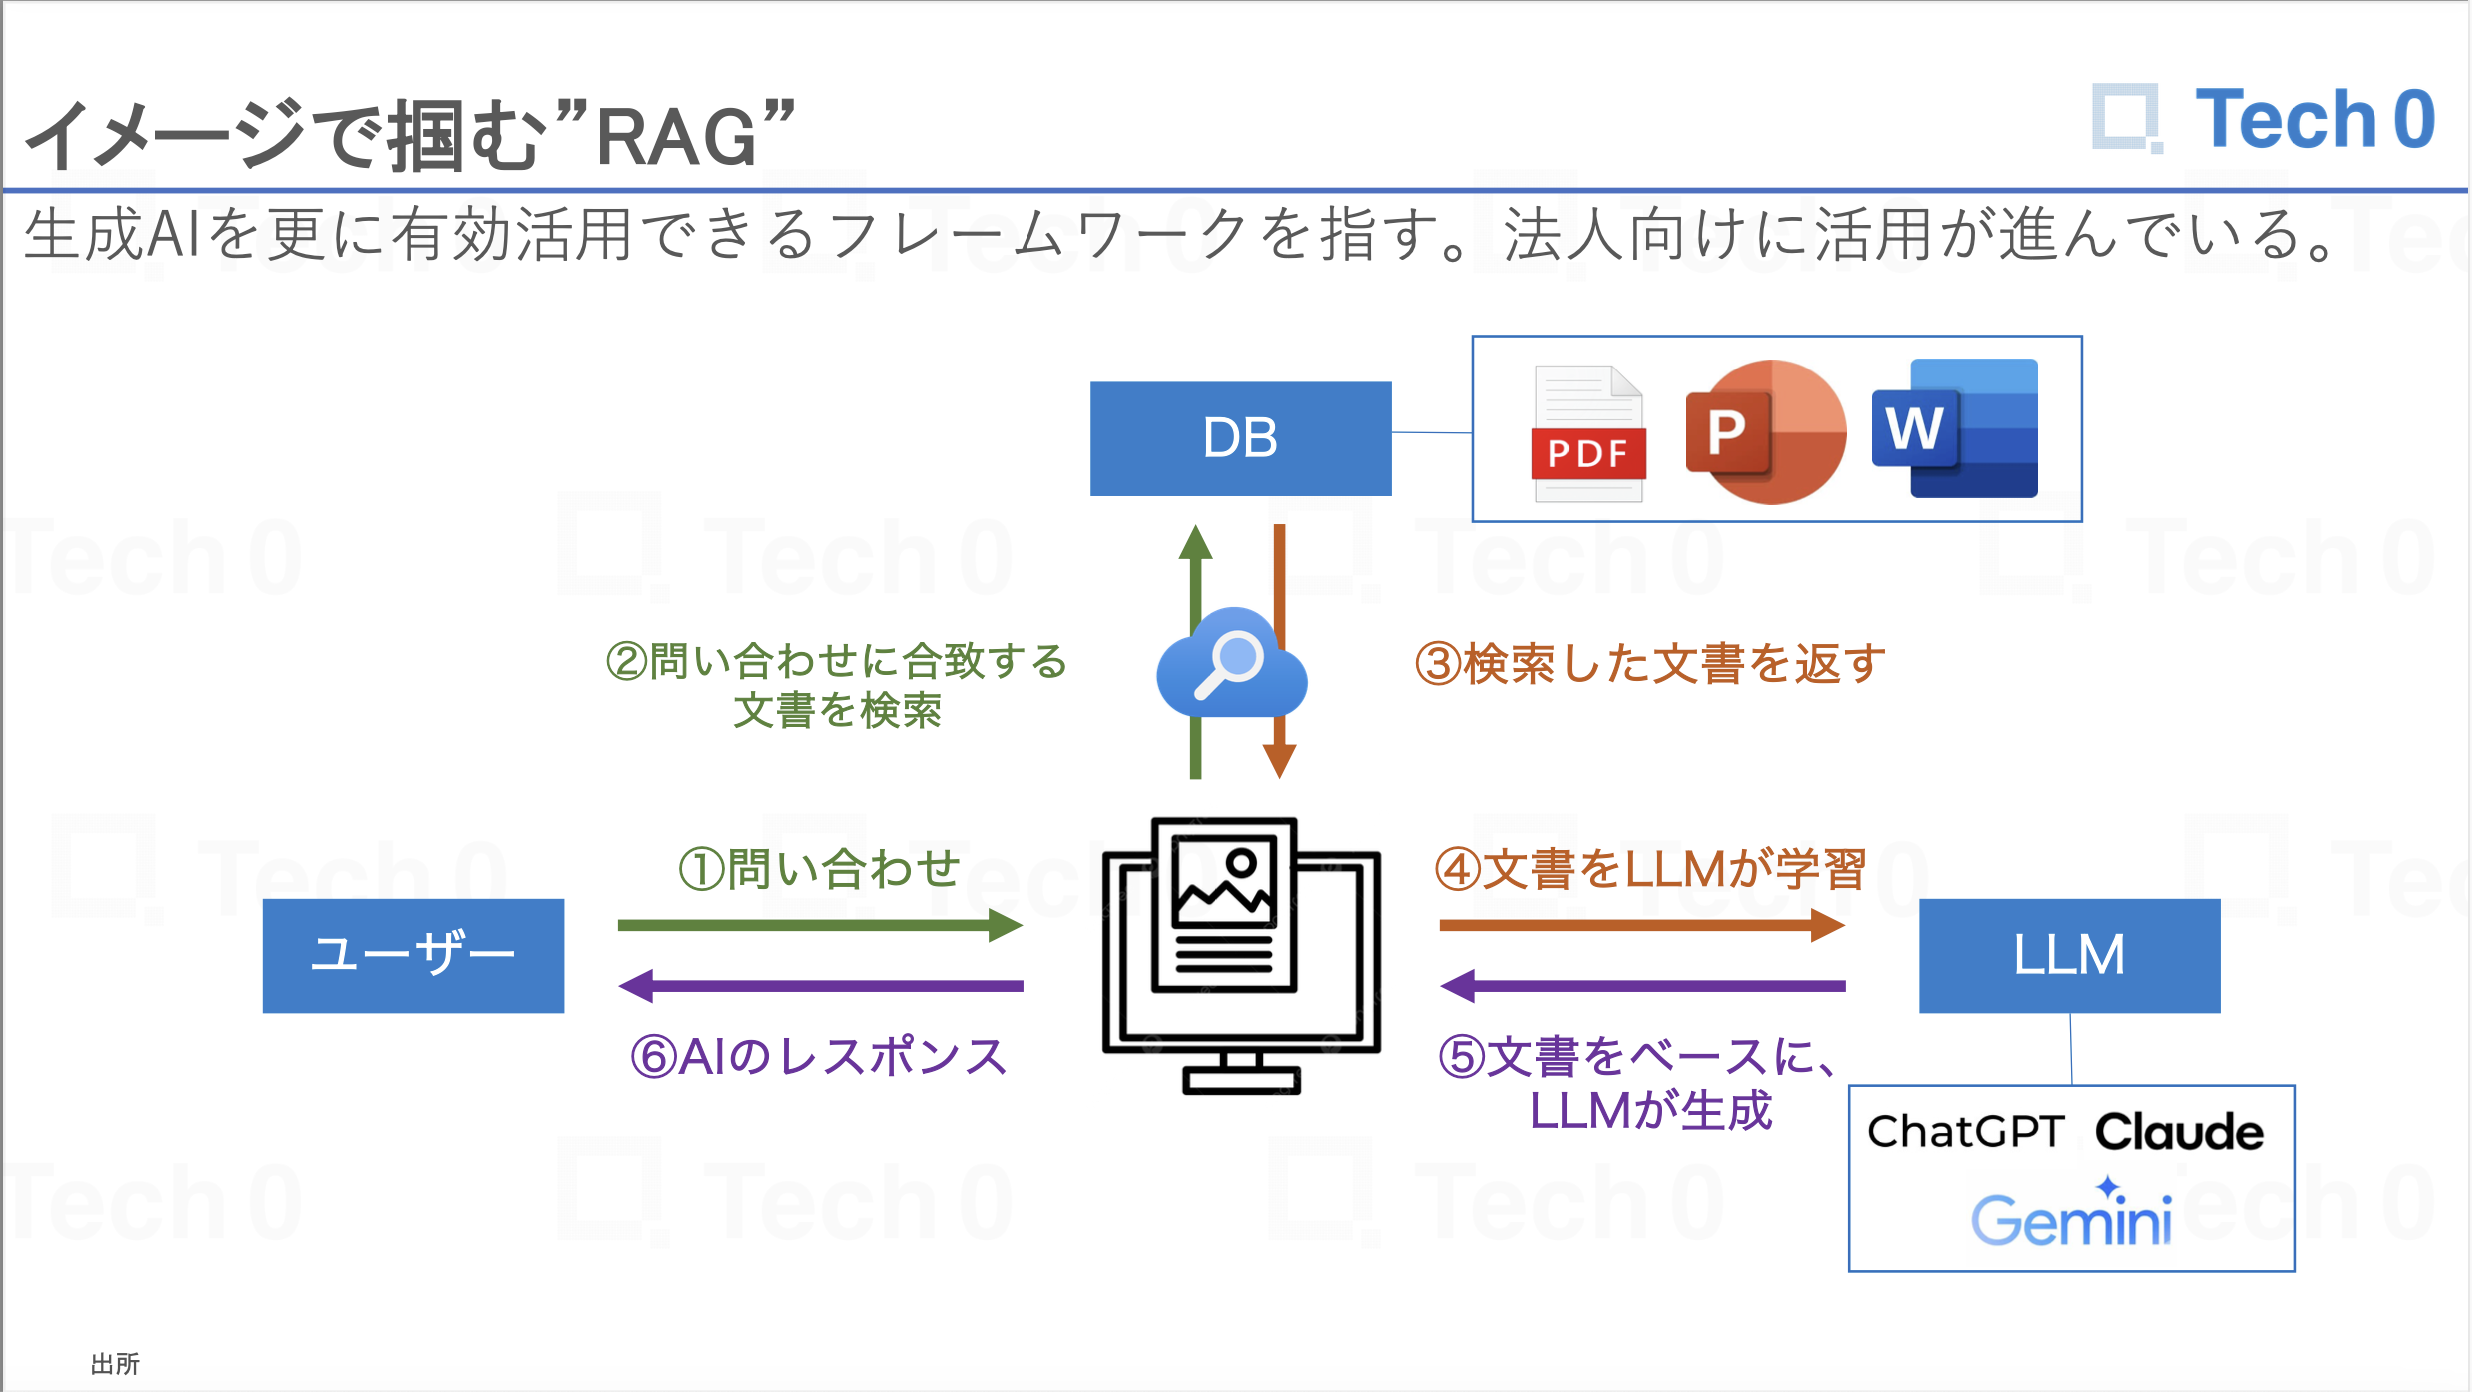 イメージで掴む”RAG”
Tech 0
生成AIを更に有効活用できるフレームワークを指す。法人向けに活用が進んでいる。
DB
PDF
P
W
②問い合わせに合致する
文書を検索
③検索した文書を返す
①問い合わせ
④文書をLLMが学習
ユーザー
LLM
⑥AIのレスポンス
⑤文書をベースに、
LLMが生成
ChatGPT Claude
Gemini
出所